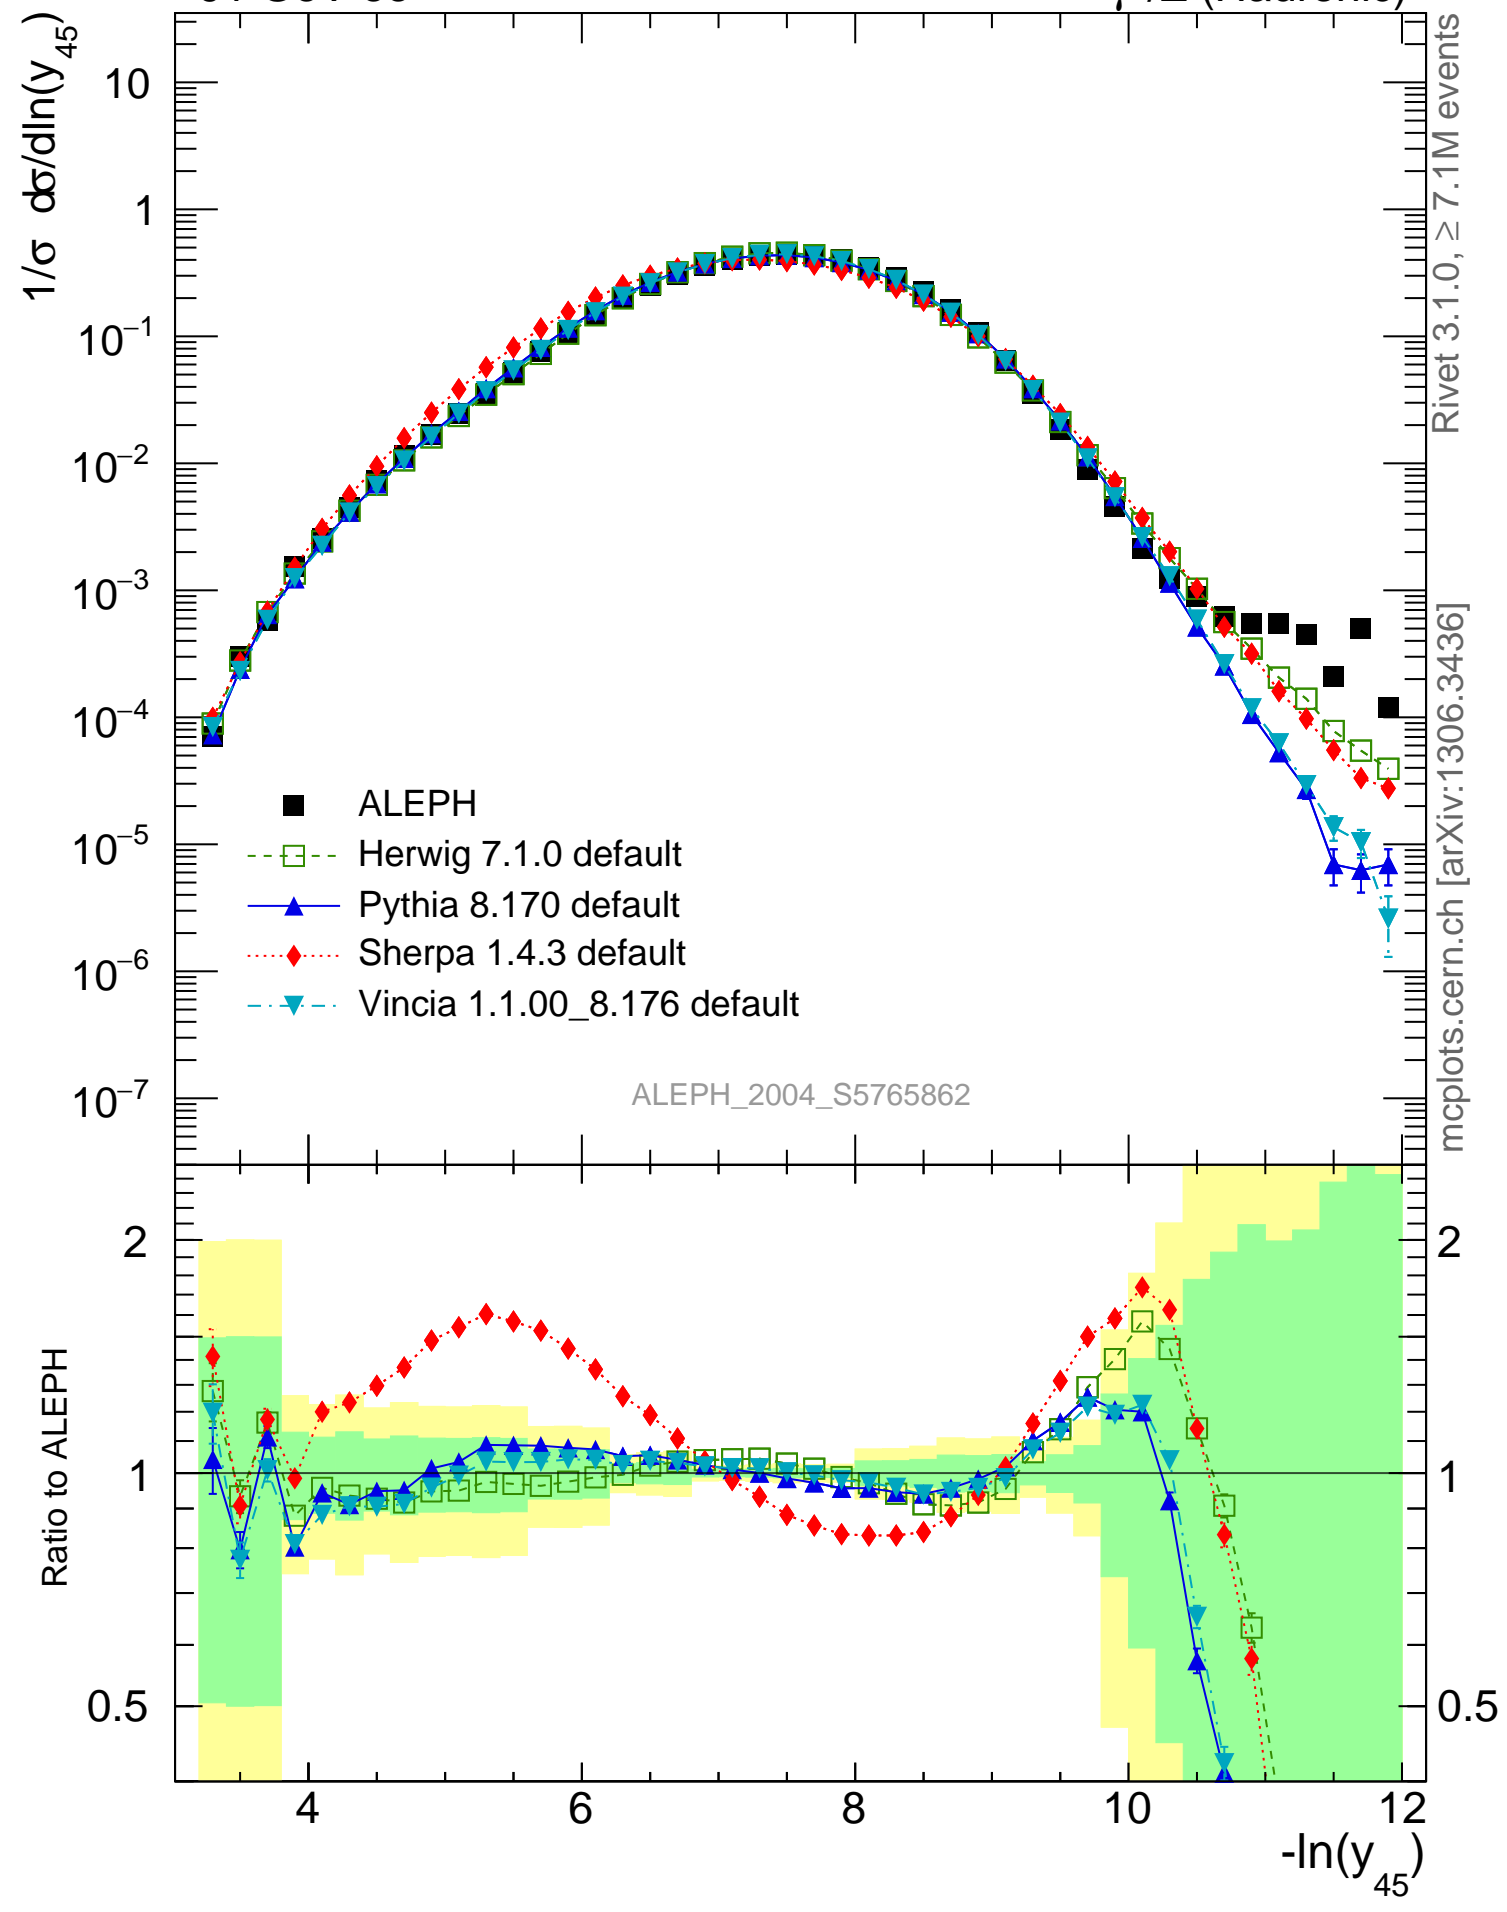 1/σ dσ/dln(y45)
10
1
10−1
10−2
10−3
10−4
10−5
10−6
10−7
ALEPH
Herwig 7.1.0 default
Pythia 8.170 default
Sherpa 1.4.3 default
Vincia 1.1.00_8.176 default
ALEPH_2004_S5765862
Rivet 3.1.0, ≥ 7.1M events
mcplots.cern.ch [arXiv:1306.3436]
Ratio to ALEPH
2
1
0.5
2
1
0.5
4
6
8
10
12
-ln(y45)